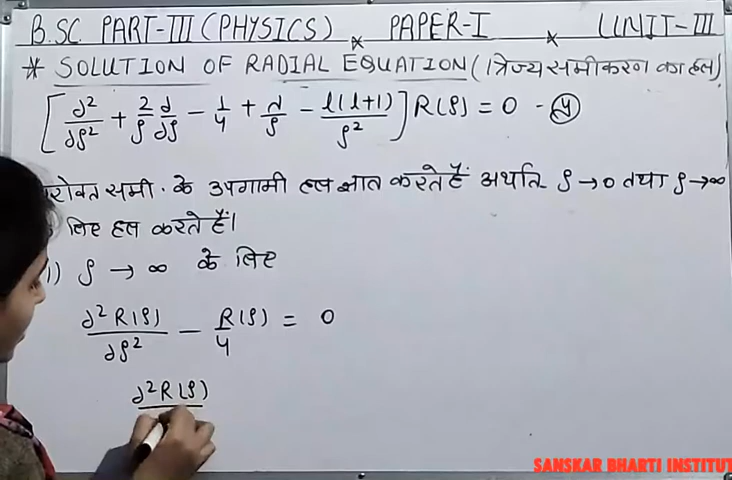 B.SC. PART-III (PHYSICS) * PAPER-I * UNIT-III
* SOLUTION OF RADIAL EQUATION (त्रिज्य समीकरण का हल)
[∂²/∂ρ² + 2/ρ ∂/∂ρ - 1/4 + λ/ρ - l(l+1)/ρ²] R(ρ) = 0 - (4)
समी. के उपगामी हल ज्ञात करते हैं अर्थात ρ → 0 तथा ρ → ∞
लिए हल करते हैं।
1) ρ → ∞ के लिए
∂²R(ρ)/∂ρ² - R(ρ)/4 = 0
∂²R(ρ)
SANSKAR BHARTI INSTITUT